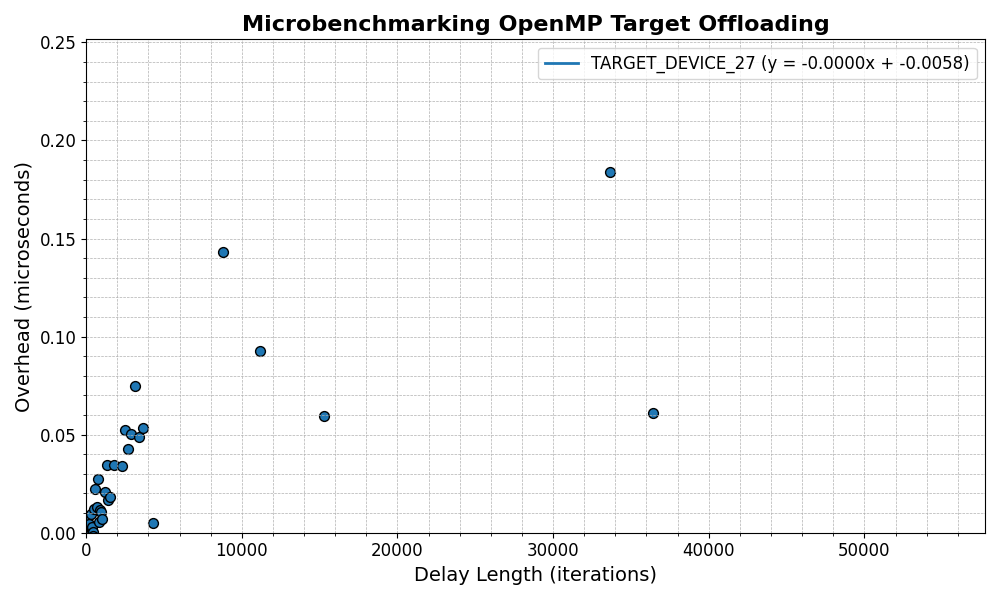 Microbenchmarking OpenMP Target Offloading
TARGET_DEVICE_27 (y = -0.0000x + -0.0058)
Overhead (microseconds)
0.25
0.20
0.15
0.10
0.05
0.00
0 10000 20000 30000 40000 50000
Delay Length (iterations)